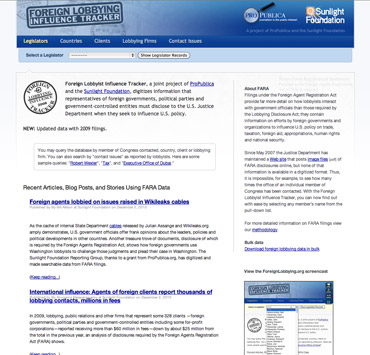 FOREIGN LOBBYING
INFLUENCE TRACKER
PROPUBLICA
Sunlight
Foundation
A project of ProPublica and the Sunlight Foundation
Legislators Countries Clients Lobbying Firms Contact Issues
Select a Legislator Show Legislator Records
FOREIGN
LOBBYING
Foreign Lobbyist Influence Tracker, a joint project of ProPublica
and the Sunlight Foundation, digitizes information that
representatives of foreign governments, political parties and
government-controlled entities must disclose to the U.S. Justice
Department when they seek to influence U.S. policy.
NEW: Updated data with 2009 filings.
You may query the database by member of Congress contacted, country, client or lobbying
firm. You can also search by "contact issues" as reported by lobbyists. Here are some
sample queries: "Robert Wexler", "Tax", and "Executive Office of Dubai."
Recent Articles, Blog Posts, and Stories Using FARA Data
Foreign agents lobbied on issues raised in Wikileaks cables
As the cache of internal State Department cables released by Julian Assange and Wikileaks.org
amply demonstrates, U.S. government officials offer frank opinions about the leaders, policies and
political developments in other countries. Another treasure trove of documents, disclosure of which
is required by the Foreign Agents Registration Act, shows how foreign governments use
Washington lobbyists to challenge those judgments and plead their case in Washington. The
Sunlight Foundation Reporting Group, thanks to a grant from ProPublica.org, has digitized and
made searchable data from FARA filings.
(Keep reading...)
International influence: Agents of foreign clients report thousands of
lobbying contacts, millions in fees
In 2009, lobbying, public relations and other firms that represent some 328 clients -- foreign
governments, political parties and government-controlled entities including some for-profit
corporations--reported receiving more than $60 million in fees--down by about $25 million from
the total in the previous year, an analysis of disclosures required by the Foreign Agents Registration
Act (FARA) shows.
(Keep reading...)
About FARA
Filings under the Foreign Agent Registration Act
provide far more detail on how lobbyists interact
with government officials than those required by
the Lobbying Disclosure Act; they contain
information on efforts by foreign governments and
organizations to influence U.S. policy on trade,
taxation, foreign aid, appropriations, human rights
and national security.
Since May 2007 the Justice Department has
maintained a Web site that posts image files of
FARA disclosures online, but none of that
information is available in a digitized format. Thus,
it is impossible, for example, to see how many
times the office of an individual member of
Congress has been contacted. With the Foreign
Lobbyist Influence Tracker, you can now find out
with ease by selecting any member's name from the
pull-down list.
For more detailed information on FARA filings view
our methodology.
Bulk data
Download foreign lobbying data in bulk
View the ForeignLobbying.org screencast
FOREIGN LOBBYING
INFLUENCE TRACKER